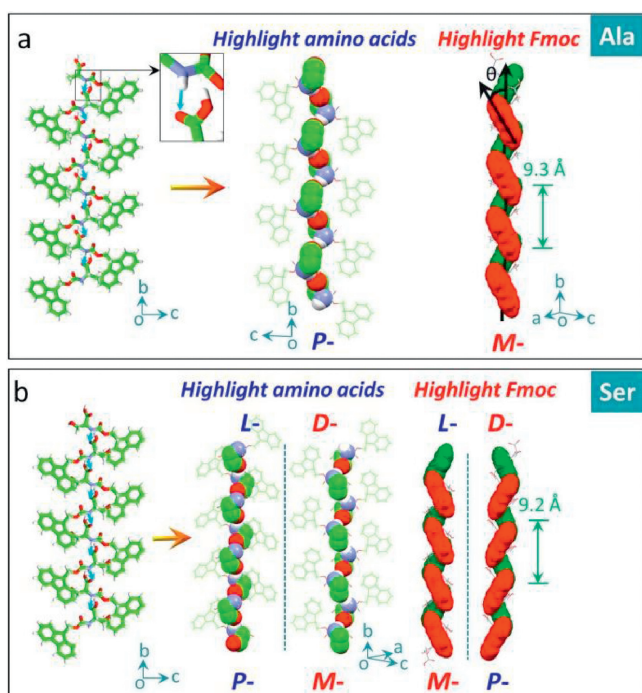 a
Highlight amino acids
Highlight Fmoc
Ala
θ
9.3 Å
b
o
c
c
b
o
P-
b
a
o
c
M-
b
Highlight amino acids
Highlight Fmoc
Ser
L-
D-
L-
D-
9.2 Å
b
o
c
b
a
o
c
P-
M-
M-
P-